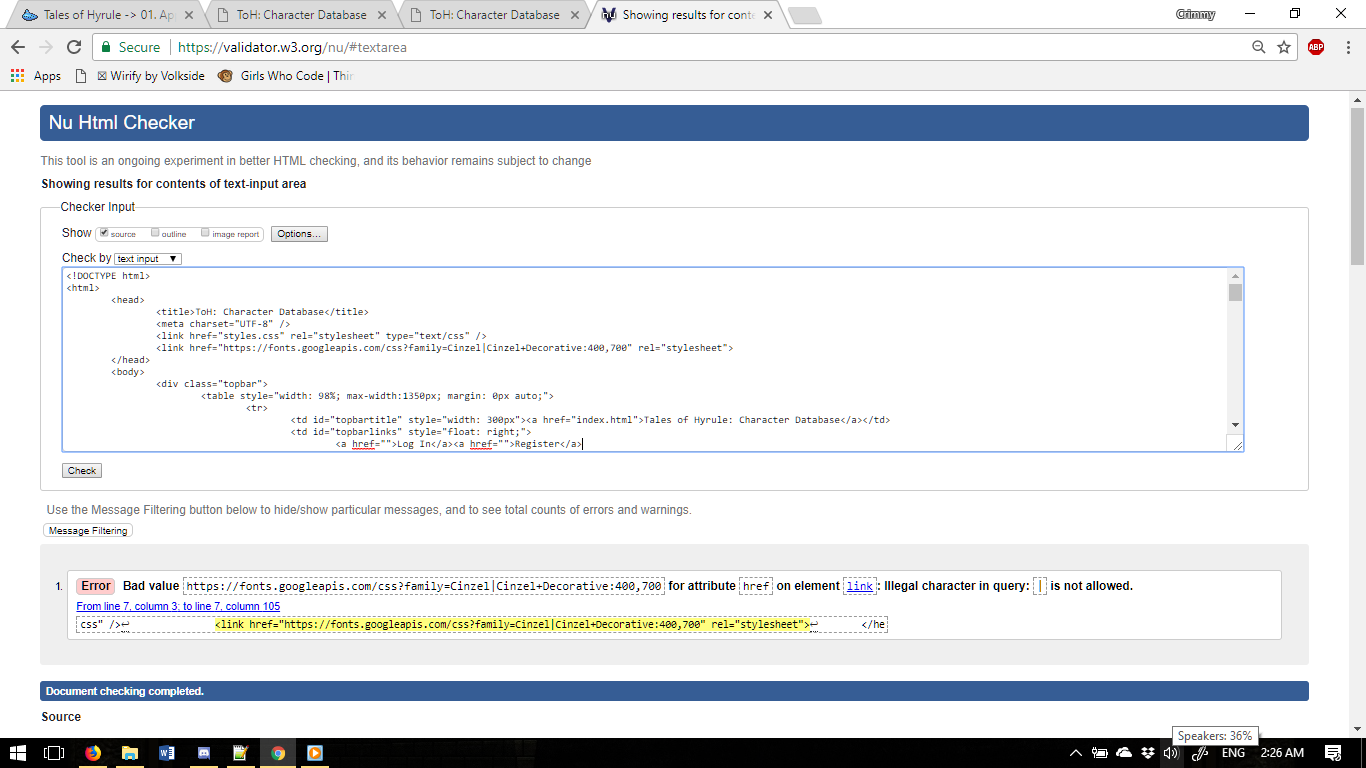 Tales of Hyrule -> 01. Ap
ToH: Character Database
ToH: Character Database
Showing results for conte
Crimmy
Secure https://validator.w3.org/nu/#textarea
ABP
Apps
Wirify by Volkside
Girls Who Code | Thir
Nu Html Checker
This tool is an ongoing experiment in better HTML checking, and its behavior remains subject to change
Showing results for contents of text-input area
Checker Input
Show source outline image report Options...
Check by text input
<!DOCTYPE html>
<html>
<head>
<title>ToH: Character Database</title>
<meta charset="UTF-8" />
<link href="styles.css" rel="stylesheet" type="text/css" />
<link href="https://fonts.googleapis.com/css?family=Cinzel|Cinzel+Decorative:400,700" rel="stylesheet">
</head>
<body>
<div class="topbar">
<table style="width: 98%; max-width:1350px; margin: 0px auto;">
<tr>
<td id="topbartitle" style="width: 300px"><a href="index.html">Tales of Hyrule: Character Database</a></td>
<td id="topbarlinks" style="float: right;">
<a href="">Log In</a><a href="">Register</a>
Check
Use the Message Filtering button below to hide/show particular messages, and to see total counts of errors and warnings.
Message Filtering
1. Error Bad value https://fonts.googleapis.com/css?family=Cinzel|Cinzel+Decorative:400,700 for attribute href on element link: Illegal character in query: | is not allowed.
From line 7, column 3; to line 7, column 105
css" />↩ <link href="https://fonts.googleapis.com/css?family=Cinzel|Cinzel+Decorative:400,700" rel="stylesheet">↩ </he
Document checking completed.
Source
Speakers: 36%
ENG 2:26 AM